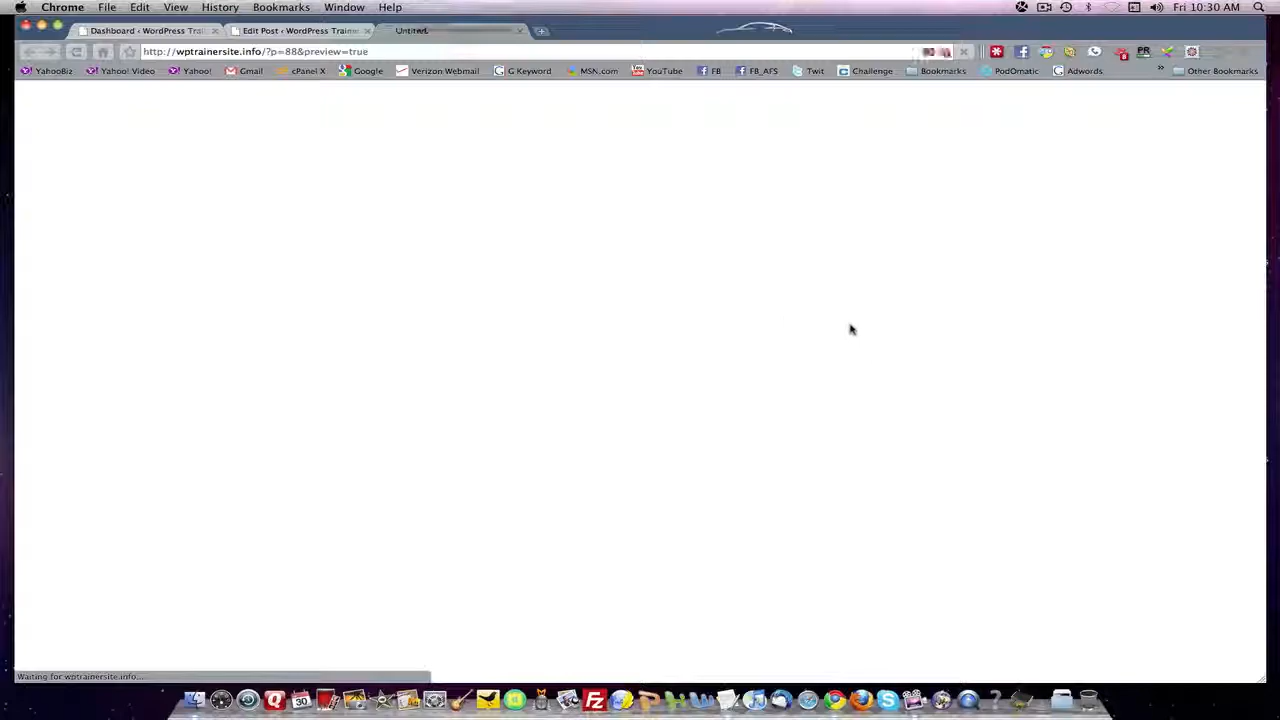 Chrome File Edit View History Bookmarks Window Help Fri 10:30 AM
Dashboard ‹ WordPress Trai Edit Post ‹ WordPress Traine Untitled
http://wptrainersite.info/?p=88&preview=true
YahooBiz Yahoo! Video Yahoo! Gmail cPanel X Google Verizon Webmail G Keyword MSN.com YouTube FB FB_AFS Twit Challenge Bookmarks PodOmatic Adwords » Other Bookmarks
Waiting for wptrainersite.info...